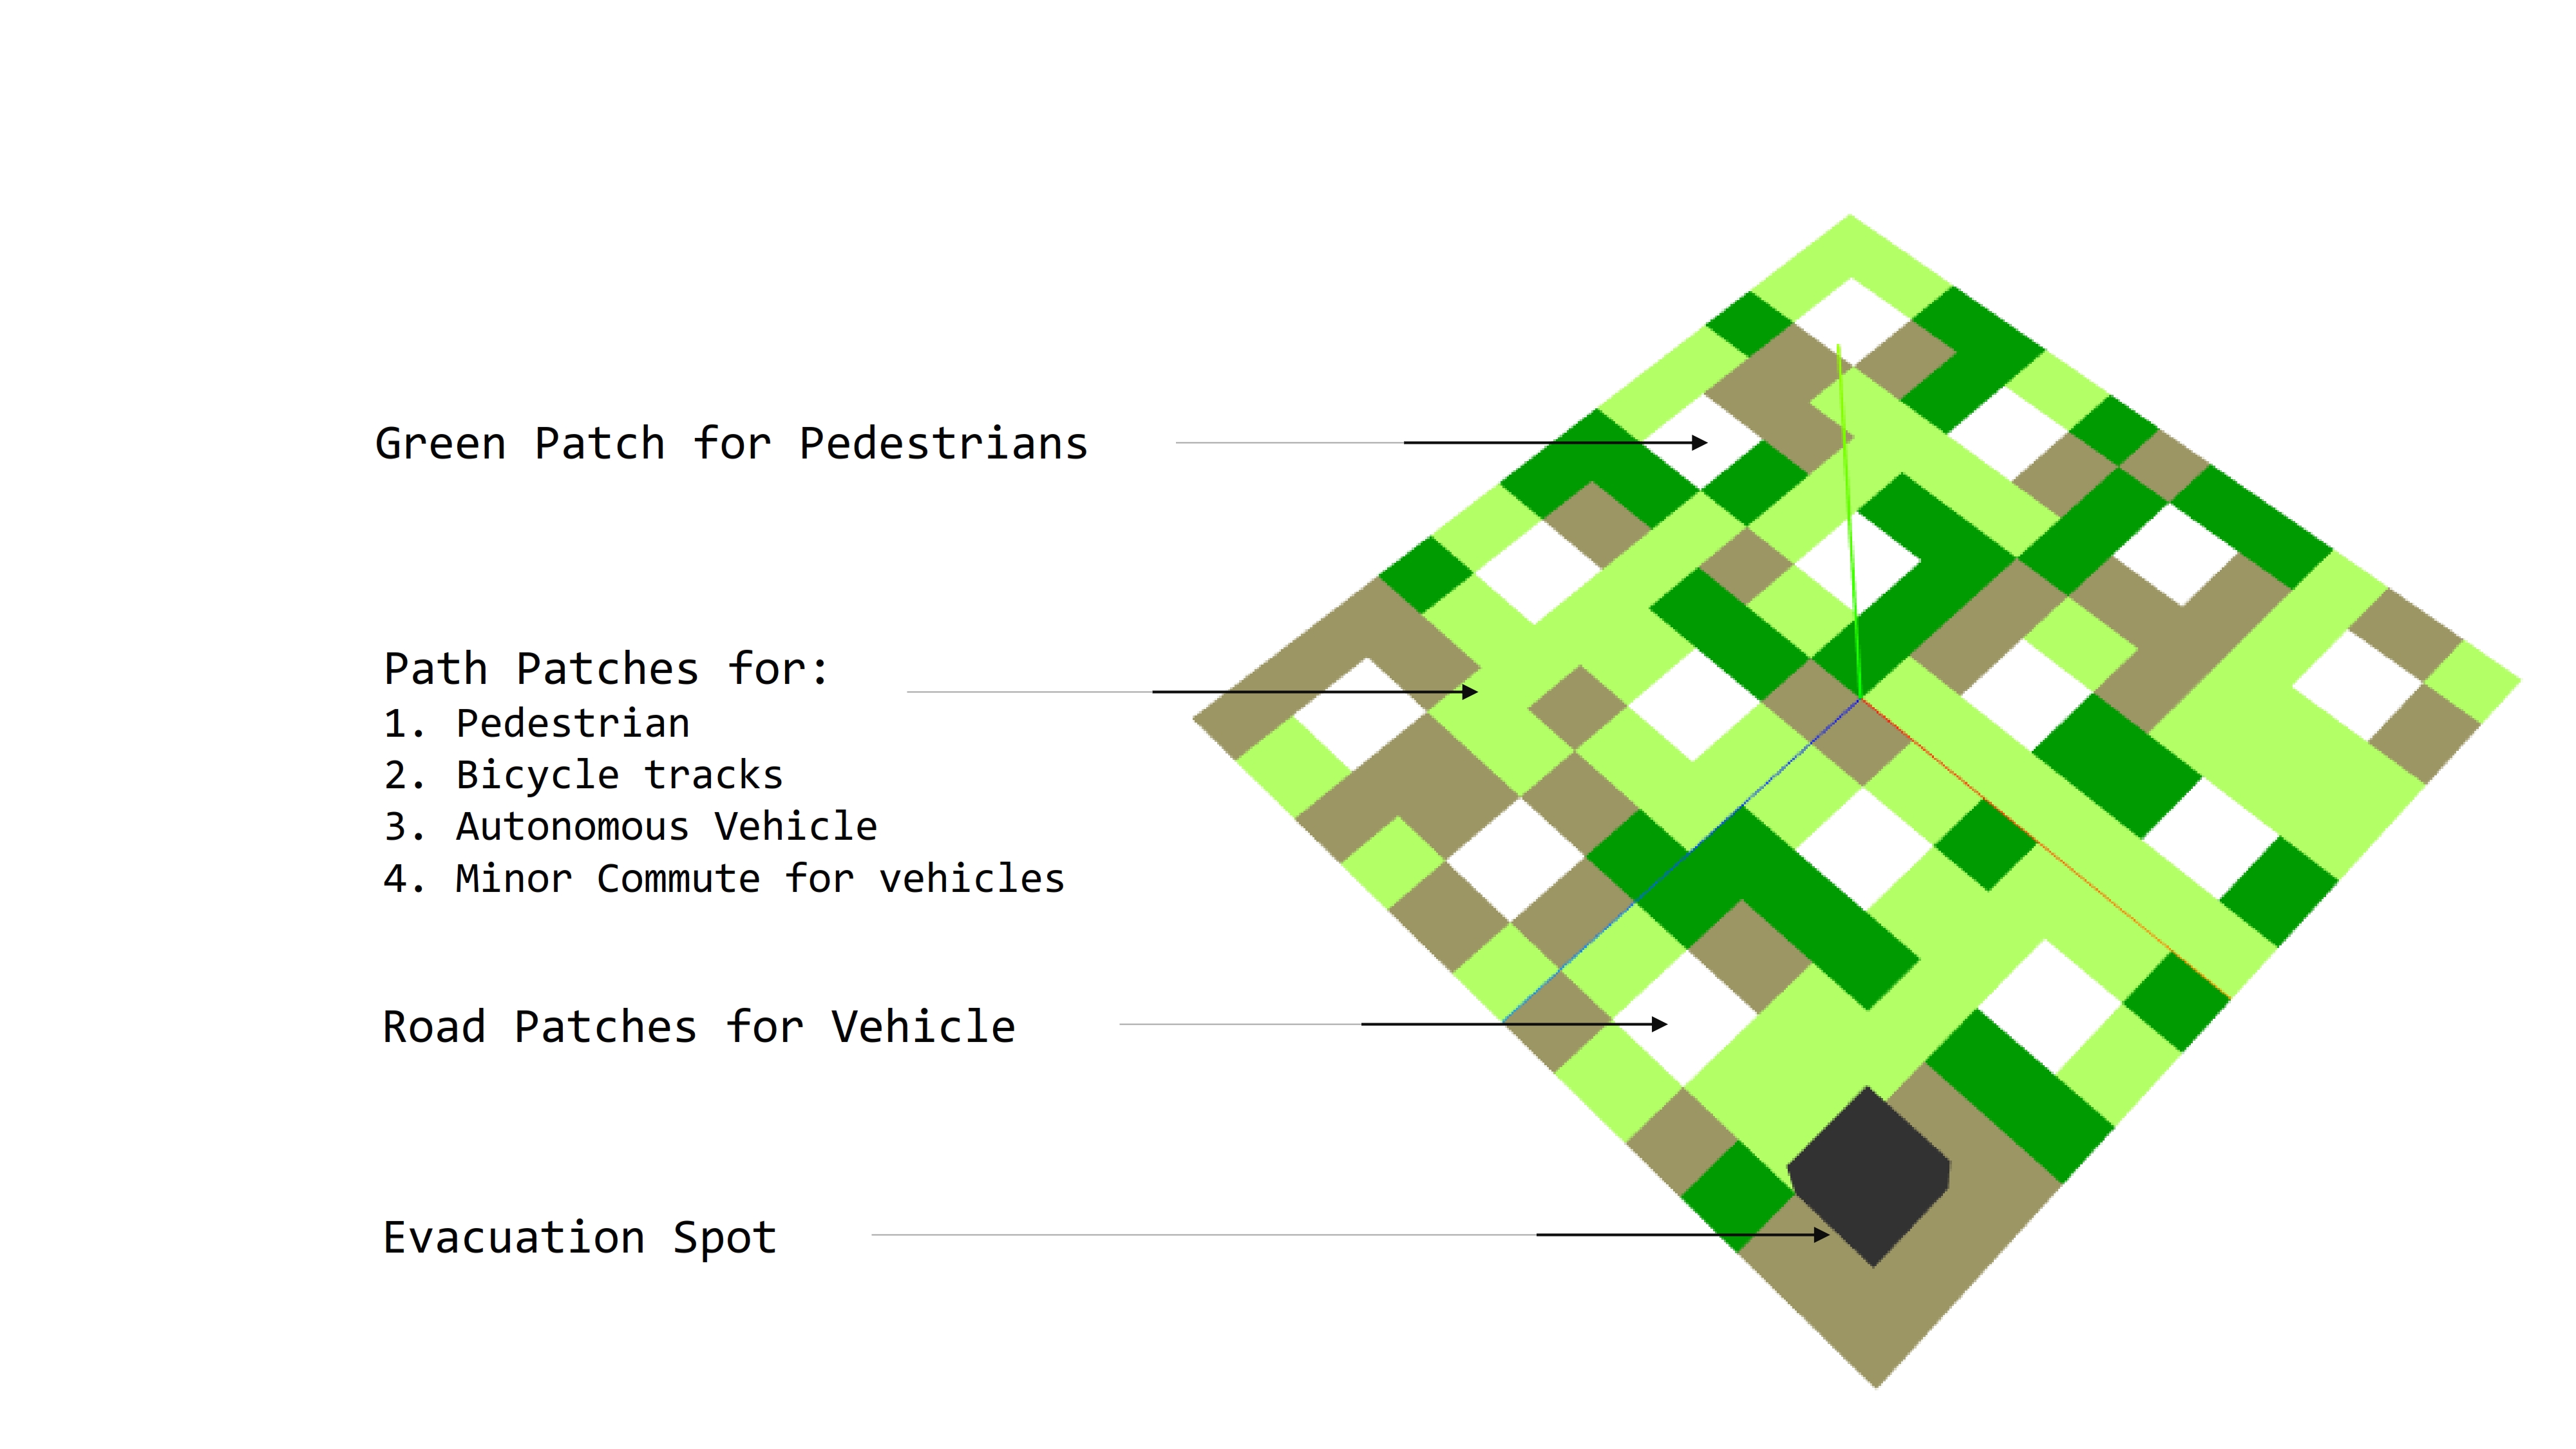 Green Patch for Pedestrians
Path Patches for:
1. Pedestrian
2. Bicycle tracks
3. Autonomous Vehicle
4. Minor Commute for vehicles
Road Patches for Vehicle
Evacuation Spot